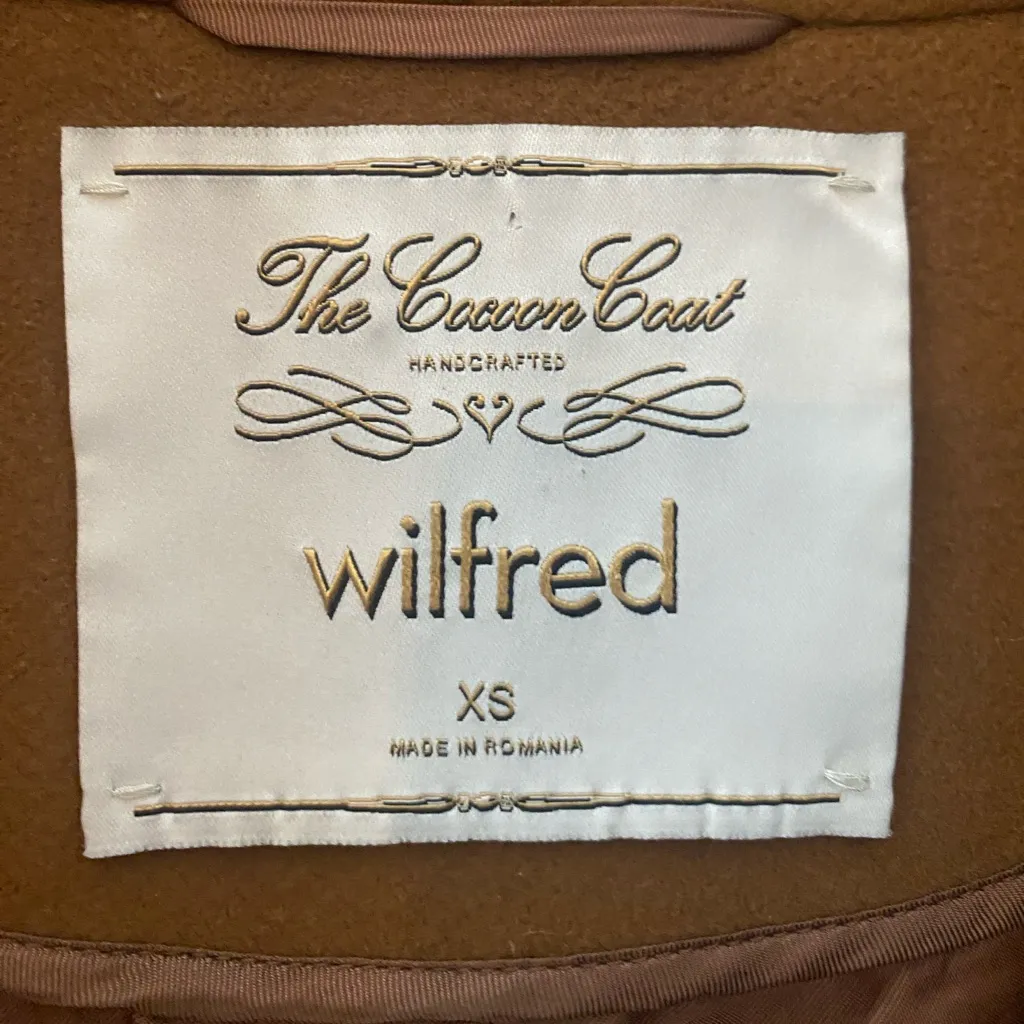 The Cocoon Coat
HANDCRAFTED
wilfred
XS
MADE IN ROMANIA